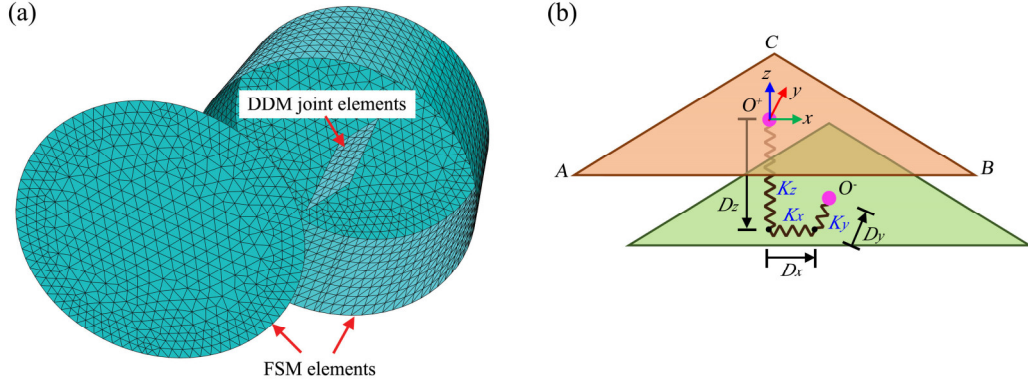 (a)
DDM joint elements
FSM elements
(b)
C
z
y
O⁺
x
A
B
Kz
O⁻
Dz
Kx
Ky
Dy
Dx